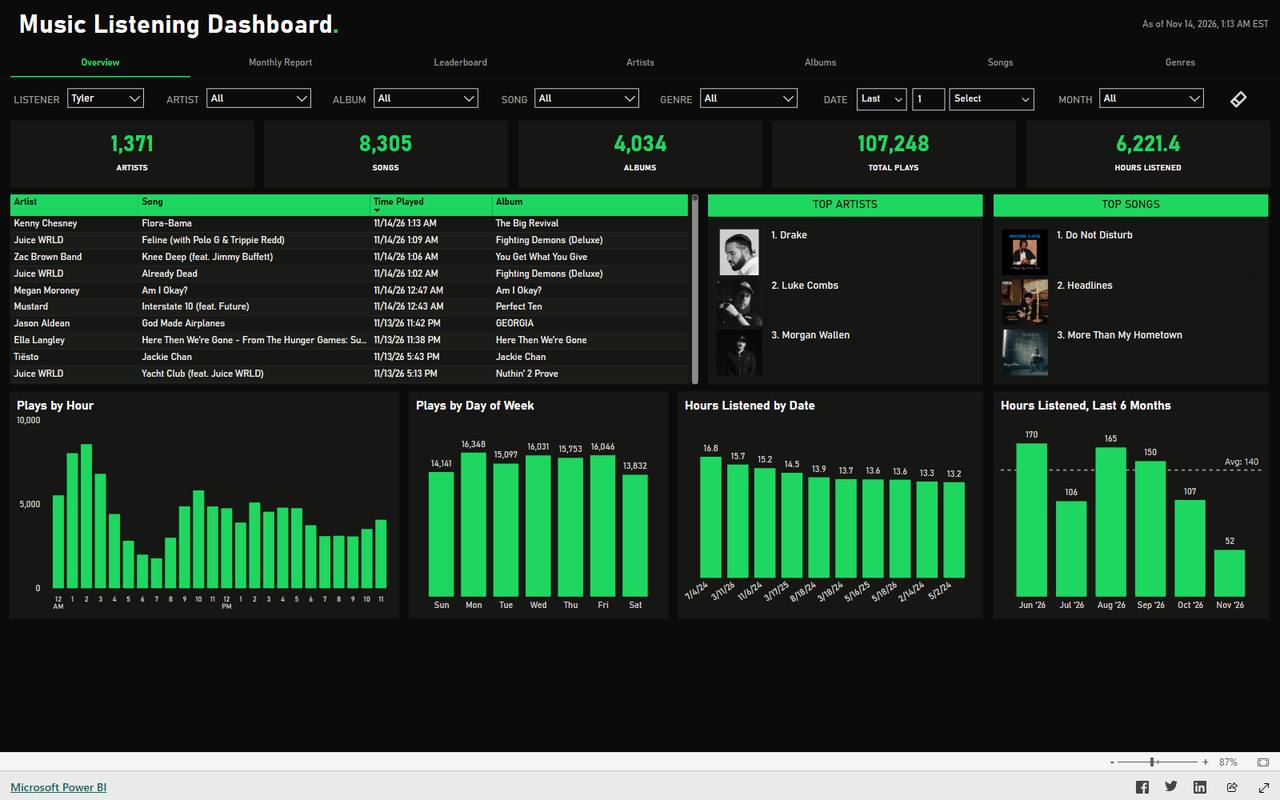 Music Listening Dashboard.
As of Nov 14, 2026, 1:13 AM EST
Overview Monthly Report Leaderboard Artists Albums Songs Genres
LISTENER Tyler ARTIST All ALBUM All SONG All GENRE All DATE Last 1 Select MONTH All
1,371 8,305 4,034 107,248 6,221.4
ARTISTS SONGS ALBUMS TOTAL PLAYS HOURS LISTENED
Artist Song Time Played Album
Kenny Chesney Flora-Bama 11/14/26 1:13 AM The Big Revival
Juice WRLD Feline (with Polo G & Trippie Redd) 11/14/26 1:09 AM Fighting Demons (Deluxe)
Zac Brown Band Knee Deep (feat. Jimmy Buffett) 11/14/26 1:06 AM You Get What You Give
Juice WRLD Already Dead 11/14/26 1:02 AM Fighting Demons (Deluxe)
Megan Moroney Am I Okay? 11/14/26 12:47 AM Am I Okay?
Mustard Interstate 10 (feat. Future) 11/14/26 12:43 AM Perfect Ten
Jason Aldean God Made Airplanes 11/13/26 11:42 PM GEORGIA
Ella Langley Here Then We're Gone - From The Hunger Games: Su... 11/13/26 11:38 PM Here Then We're Gone
Tiësto Jackie Chan 11/13/26 5:43 PM Jackie Chan
Juice WRLD Yacht Club (feat. Juice WRLD) 11/13/26 5:13 PM Nuthin' 2 Prove
TOP ARTISTS
1. Drake
2. Luke Combs
3. Morgan Wallen
TOP SONGS
MORE LIFE
1. Do Not Disturb
2. Headlines
3. More Than My Hometown
Plays by Hour
10,000
5,000
0
12 AM 1 2 3 4 5 6 7 8 9 10 11 12 PM 1 2 3 4 5 6 7 8 9 10 11
Plays by Day of Week
14,141 16,348 15,097 16,031 15,753 16,046 13,832
Sun Mon Tue Wed Thu Fri Sat
Hours Listened by Date
16.8 15.7 15.2 14.5 13.9 13.7 13.6 13.6 13.3 13.2
7/4/24 3/11/26 11/6/24 3/17/25 8/18/24 3/18/24 5/16/25 5/18/26 2/14/24 5/2/24
Hours Listened, Last 6 Months
170 106 165 150 107 52
Avg: 140
Jun '26 Jul '26 Aug '26 Sep '26 Oct '26 Nov '26
- + 87%
Microsoft Power BI